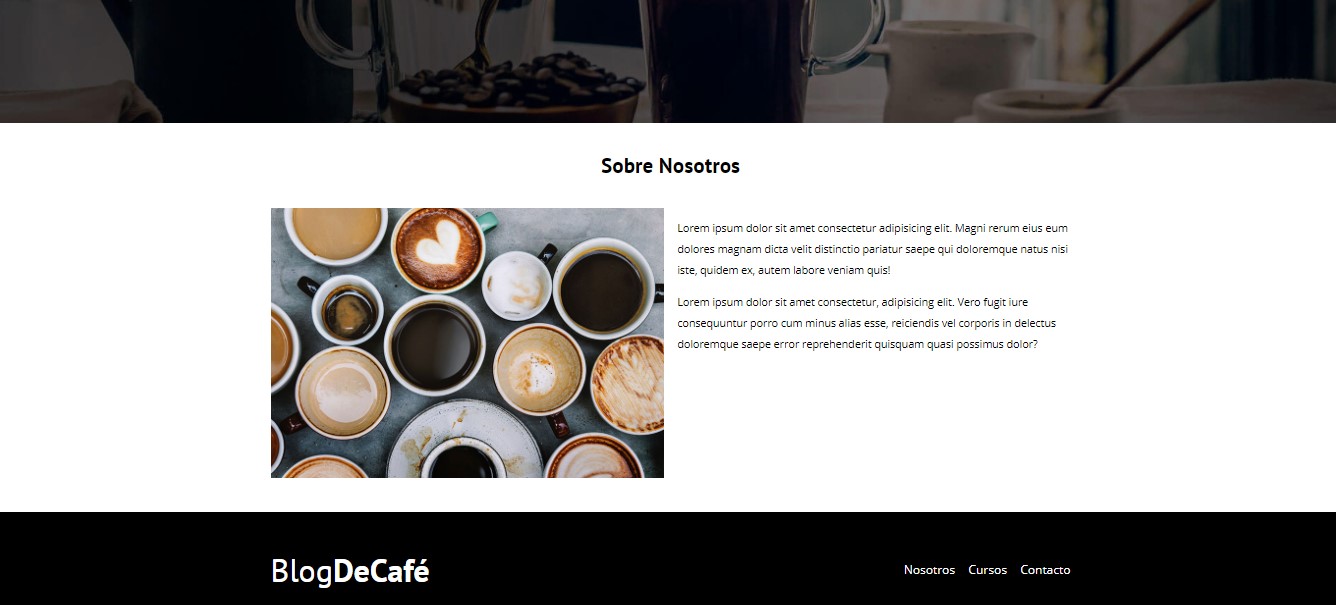 Sobre Nosotros
Lorem ipsum dolor sit amet consectetur adipisicing elit. Magni rerum eius eum
dolores magnam dicta velit distinctio pariatur saepe qui doloremque natus nisi
iste, quidem ex, autem labore veniam quis!
Lorem ipsum dolor sit amet consectetur, adipisicing elit. Vero fugit iure
consequuntur porro cum minus alias esse, reiciendis vel corporis in delectus
doloremque saepe error reprehenderit quisquam quasi possimus dolor?
BlogDeCafé
Nosotros Cursos Contacto